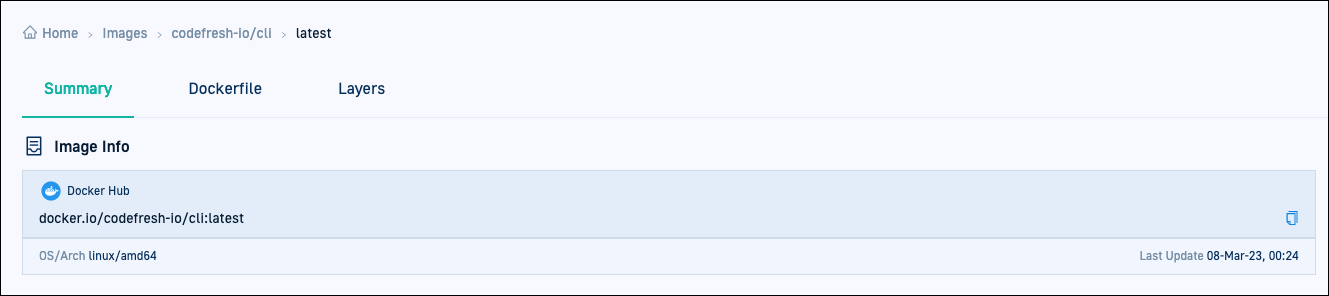 Home > Images > codefresh-io/cli > latest
Summary Dockerfile Layers
Image Info
Docker Hub
docker.io/codefresh-io/cli:latest
OS/Arch linux/amd64 Last Update 08-Mar-23, 00:24